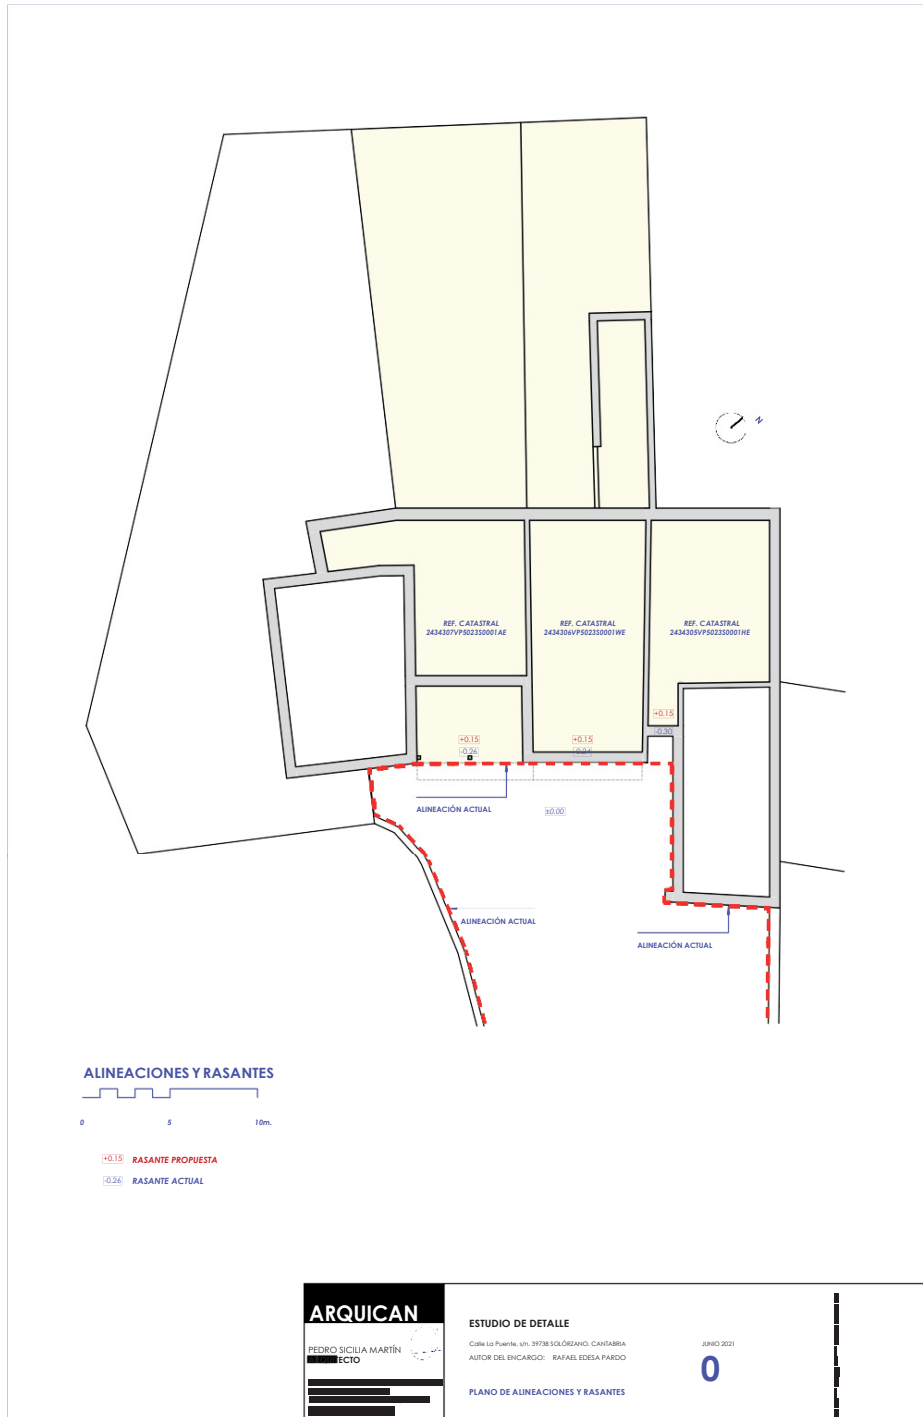 N
REF. CATASTRAL
2434307VP5023S0001AE
REF. CATASTRAL
2434306VP5023S0001WE
REF. CATASTRAL
2434305VP5023S0001HE
+0.15
-0.30
+0.15
-0.26
+0.15
ALINEACIÓN ACTUAL
±0.00
ALINEACIÓN ACTUAL
ALINEACIÓN ACTUAL
ALINEACIONES Y RASANTES
0 5 10m.
+0.15 RASANTE PROPUESTA
-0.26 RASANTE ACTUAL
ARQUICAN
PEDRO SICILIA MARTÍN
ESTUDIO DE DETALLE
Calle La Puente, s/n. 39738 SOLÓRZANO. CANTABRIA
JUNIO 2021
AUTOR DEL ENCARGO: RAFAEL EDESA PARDO
0
PLANO DE ALINEACIONES Y RASANTES